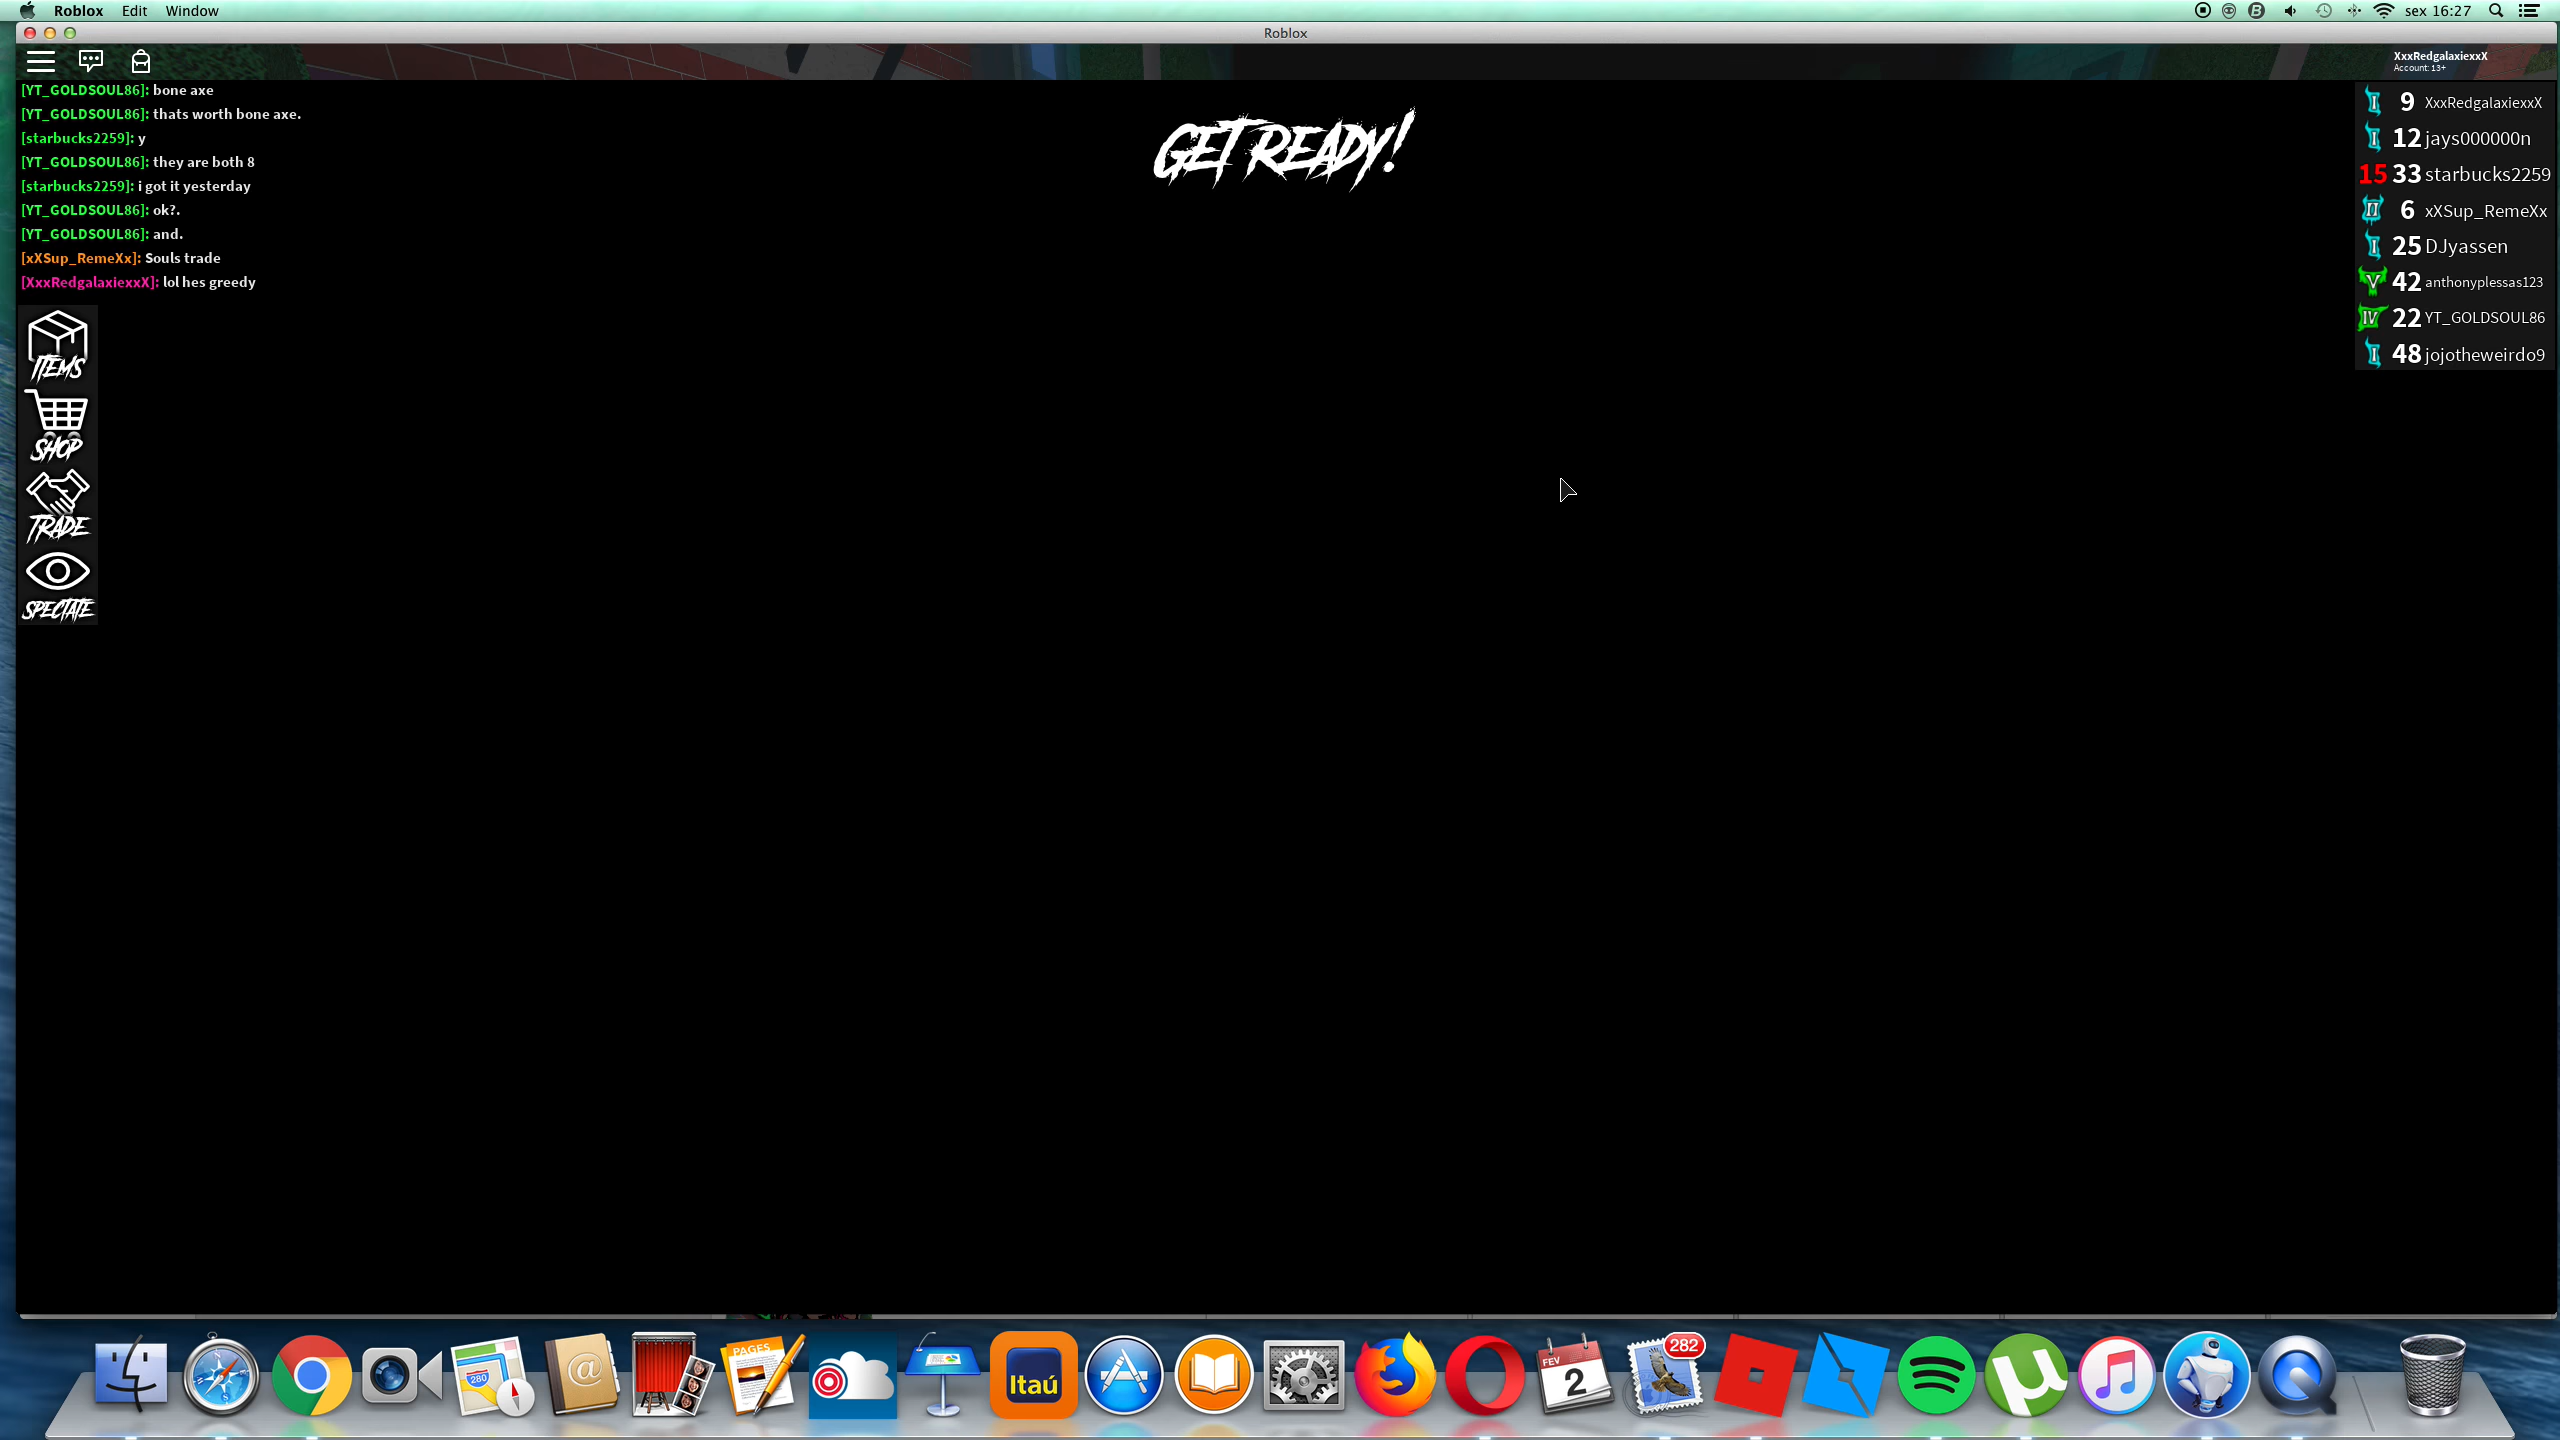 Roblox Edit Window
sex 16:27
Roblox
XxxRedgalaxiexxX
Account: 13+
[YT_GOLDSOUL86]: bone axe
[YT_GOLDSOUL86]: thats worth bone axe.
[starbucks2259]: y
[YT_GOLDSOUL86]: they are both 8
[starbucks2259]: i got it yesterday
[YT_GOLDSOUL86]: ok?.
[YT_GOLDSOUL86]: and.
[xXSup_RemeXx]: Souls trade
[XxxRedgalaxiexxX]: lol hes greedy
GET READY!
I 9 XxxRedgalaxiexxX
I 12 jays000000n
15 33 starbucks2259
II 6 xXSup_RemeXx
I 25 DJyassen
V 42 anthonyplessas123
IV 22 YT_GOLDSOUL86
I 48 jojotheweirdo9
ITEMS
SHOP
TRADE
SPECTATE
280
@
PAGES
Itaú
FEV
2
282